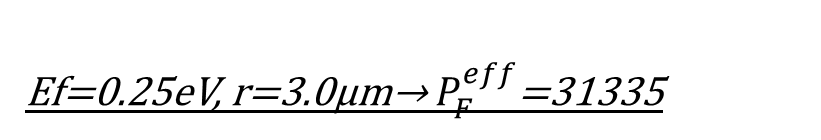 Ef=0.25eV, r=3.0μm→ P_F^{eff} =31335